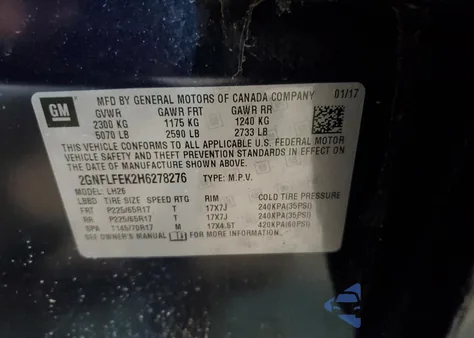 GM
MFD BY GENERAL MOTORS OF CANADA COMPANY 01/17
GVWR GAWR FRT GAWR RR
2300 KG 1175 KG 1240 KG
5070 LB 2590 LB 2733 LB
THIS VEHICLE CONFORMS TO ALL APPLICABLE U.S. FEDERAL MOTOR
VEHICLE SAFETY, BUMPER, AND THEFT PREVENTION STANDARDS IN EFFECT ON
THE DATE OF MANUFACTURE SHOWN ABOVE.
2GNFLFEK2H6278276 TYPE: M.P.V.
MODEL: LH26
TIRE SIZE SPEED RTG RIM COLD TIRE PRESSURE
FRT P225/65R17 T 17X7J 240KPA(35PSI)
RR P225/65R17 T 17X7J 240KPA(35PSI)
SPA T145/70R17 M 17X4.5T 420KPA(60PSI)
SEE OWNER'S MANUAL FOR MORE INFORMATION.